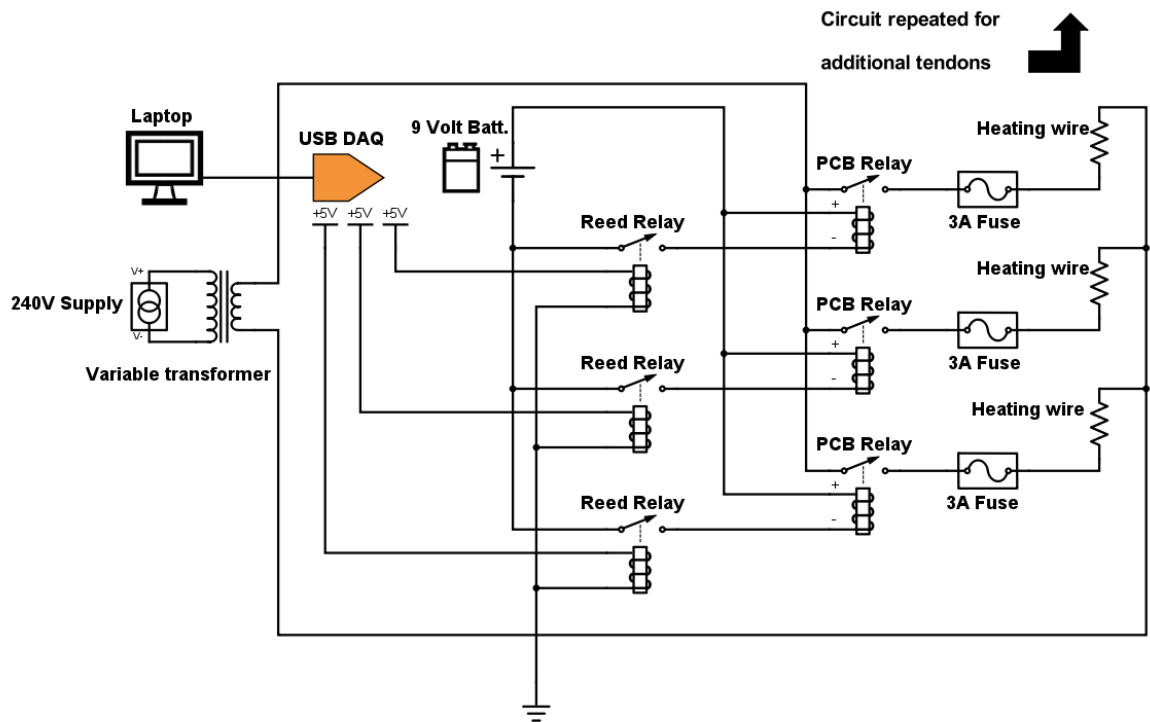 Circuit repeated for
additional tendons
Laptop
USB DAQ
9 Volt Batt.
+
Heating wire
PCB Relay
+5V +5V +5V
Reed Relay
+
-
3A Fuse
V+
240V Supply
V-
Variable transformer
Heating wire
PCB Relay
Reed Relay
+
-
3A Fuse
Heating wire
PCB Relay
Reed Relay
+
-
3A Fuse